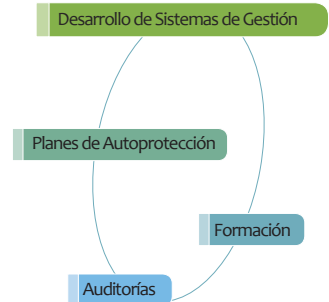 Desarrollo de Sistemas de Gestión
Planes de Autoprotección
Formación
Auditorías